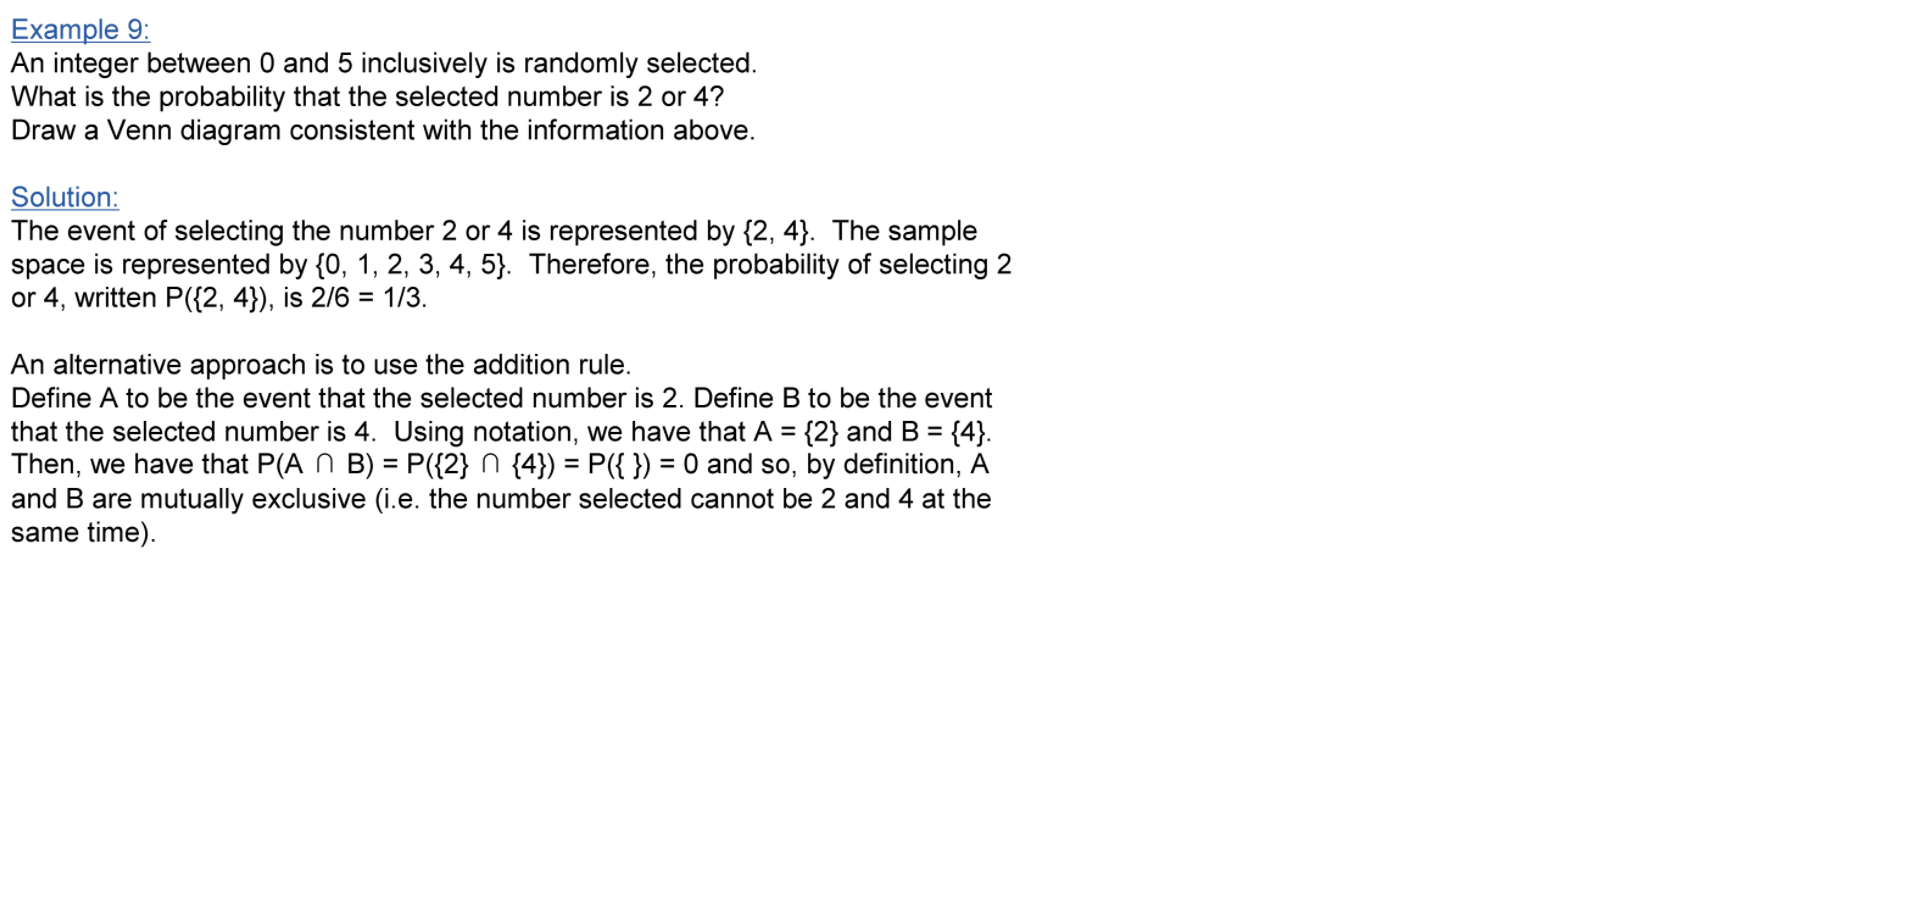 Example 9:
An integer between 0 and 5 inclusively is randomly selected.
What is the probability that the selected number is 2 or 4?
Draw a Venn diagram consistent with the information above.
Solution:
The event of selecting the number 2 or 4 is represented by {2, 4}.  The sample
space is represented by {0, 1, 2, 3, 4, 5}.  Therefore, the probability of selecting 2
or 4, written P({2, 4}), is 2/6 = 1/3.
An alternative approach is to use the addition rule.
Define A to be the event that the selected number is 2. Define B to be the event
that the selected number is 4.  Using notation, we have that A = {2} and B = {4}.
Then, we have that P(A ∩ B) = P({2} ∩ {4}) = P({ }) = 0 and so, by definition, A
and B are mutually exclusive (i.e. the number selected cannot be 2 and 4 at the
same time).